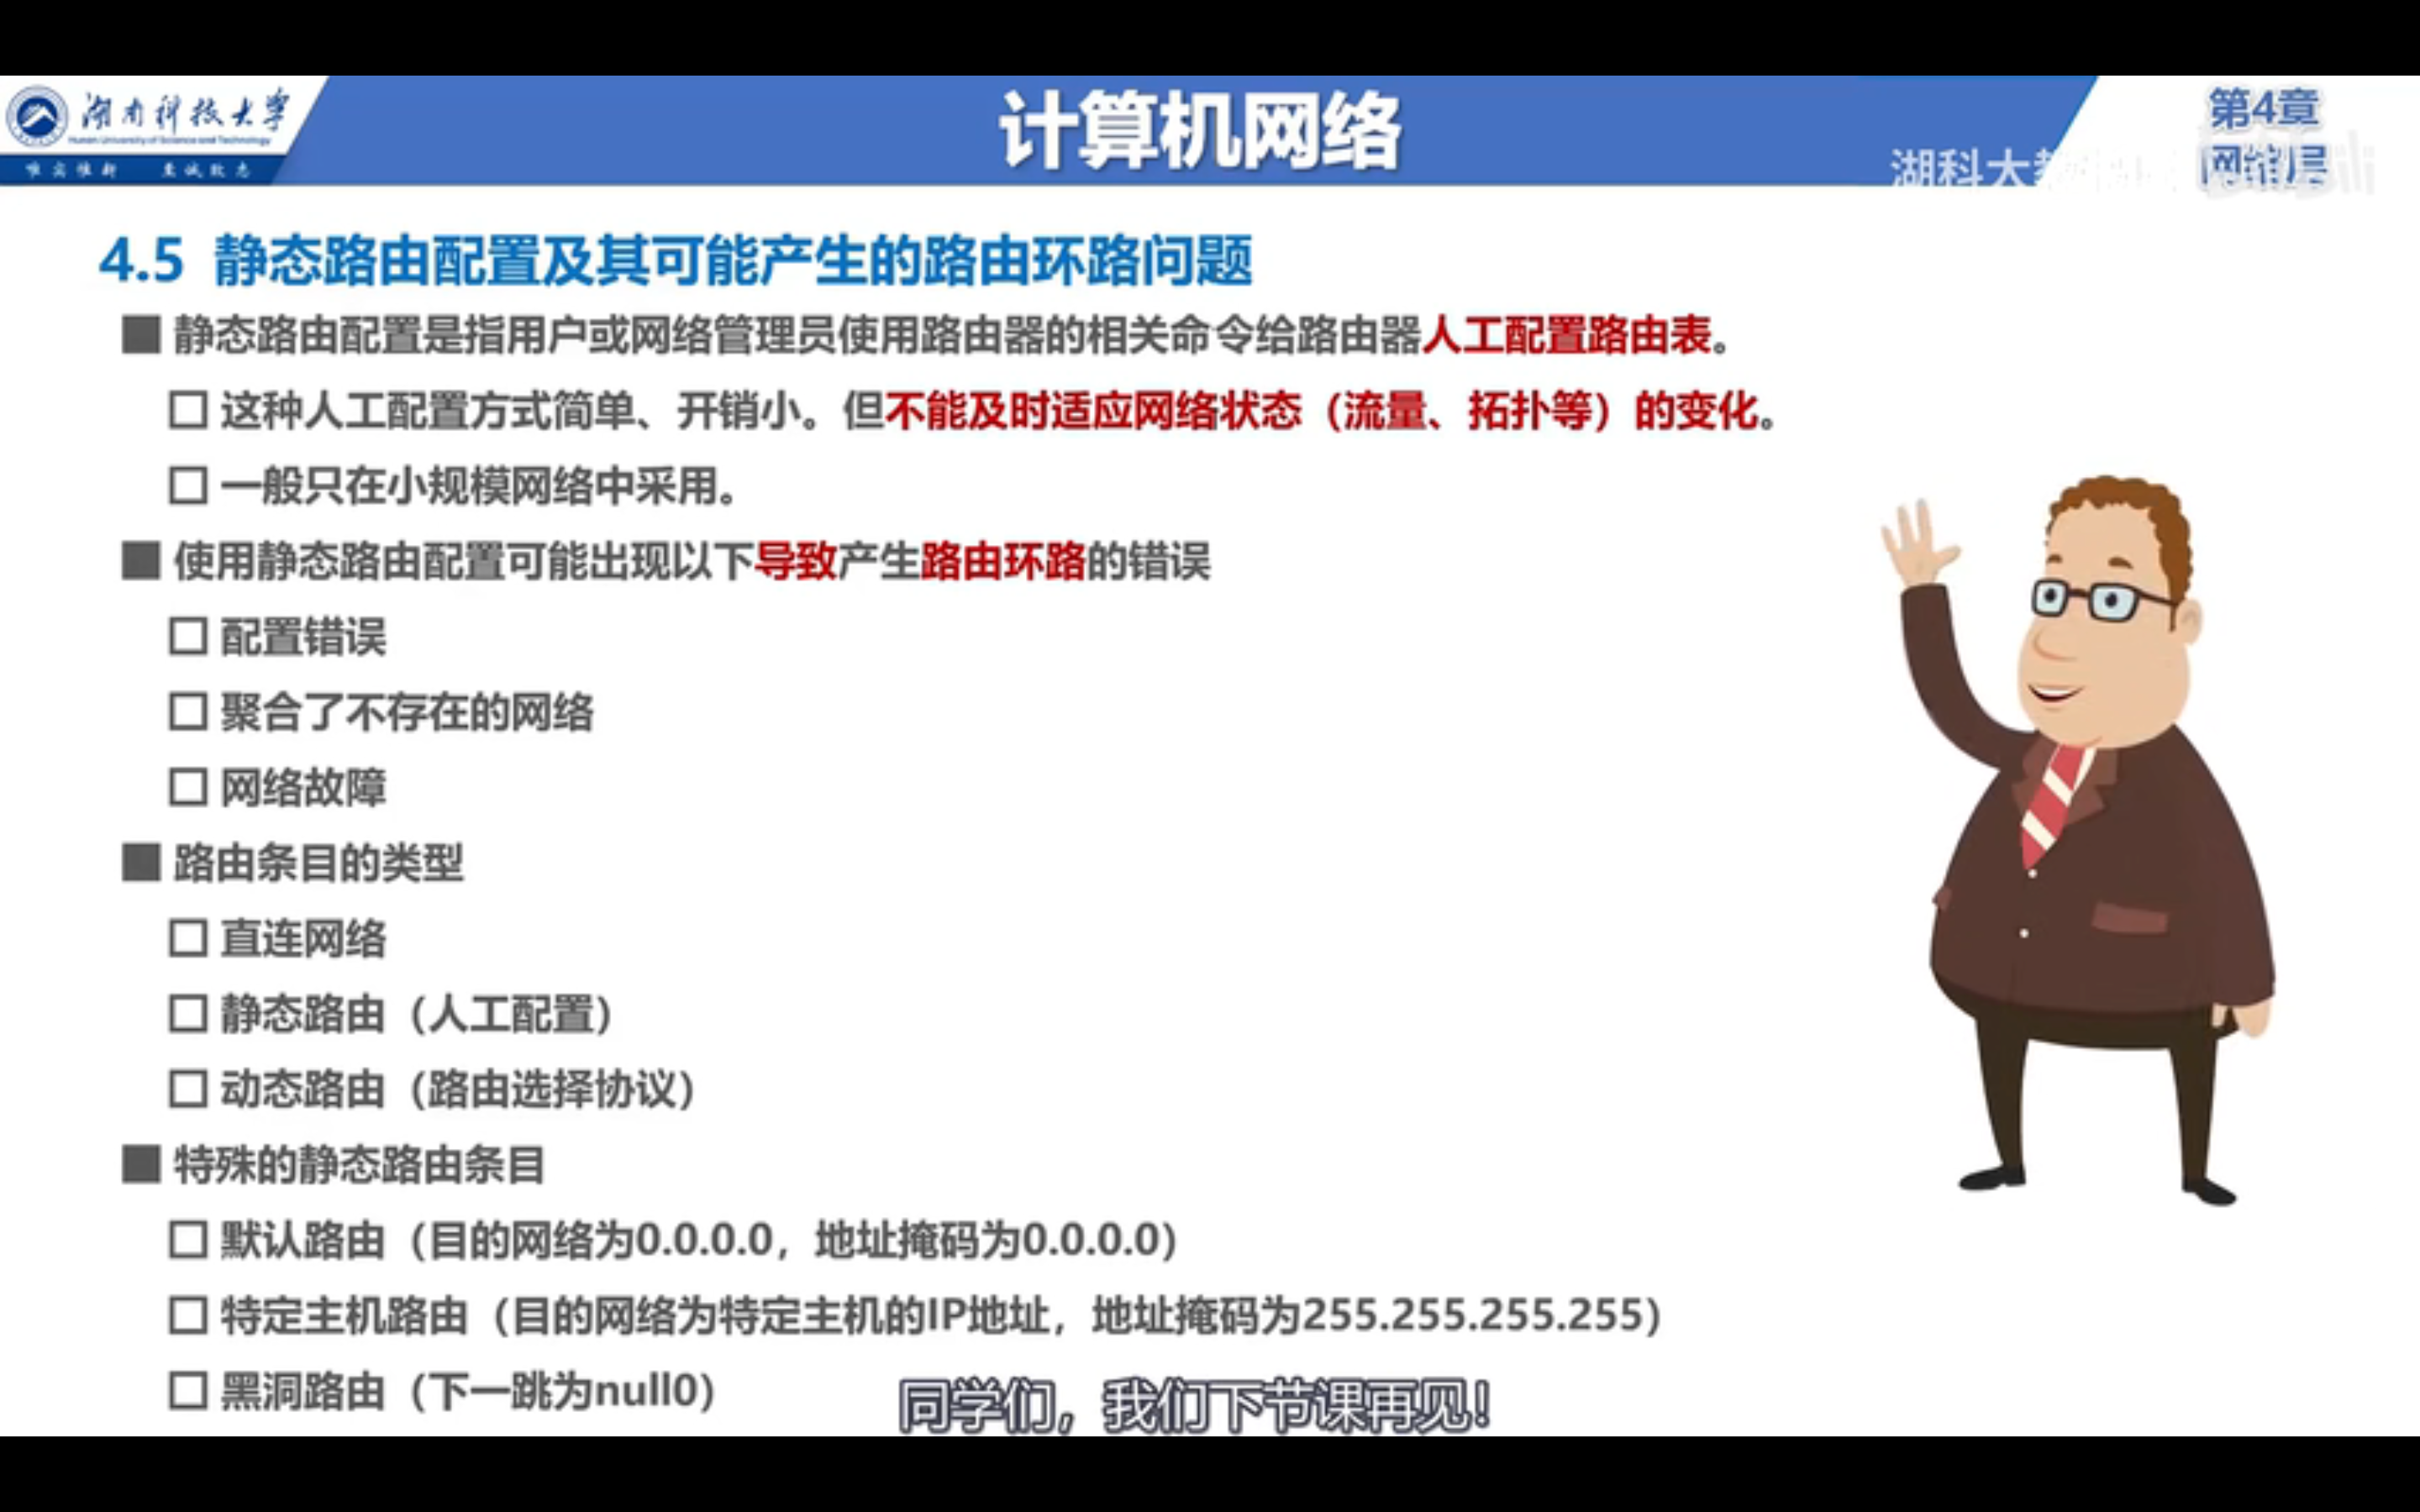 湖南科技大学
Hunan University of Science and Technology
唯实惟新 至诚致志
计算机网络
第4章
网络层
湖科大
4.5 静态路由配置及其可能产生的路由环路问题
■ 静态路由配置是指用户或网络管理员使用路由器的相关命令给路由器人工配置路由表。
□ 这种人工配置方式简单、开销小。但不能及时适应网络状态（流量、拓扑等）的变化。
□ 一般只在小规模网络中采用。
■ 使用静态路由配置可能出现以下导致产生路由环路的错误
□ 配置错误
□ 聚合了不存在的网络
□ 网络故障
■ 路由条目的类型
□ 直连网络
□ 静态路由（人工配置）
□ 动态路由（路由选择协议）
■ 特殊的静态路由条目
□ 默认路由（目的网络为0.0.0.0，地址掩码为0.0.0.0）
□ 特定主机路由（目的网络为特定主机的IP地址，地址掩码为255.255.255.255）
□ 黑洞路由（下一跳为null0）
同学们，我们下节课再见！